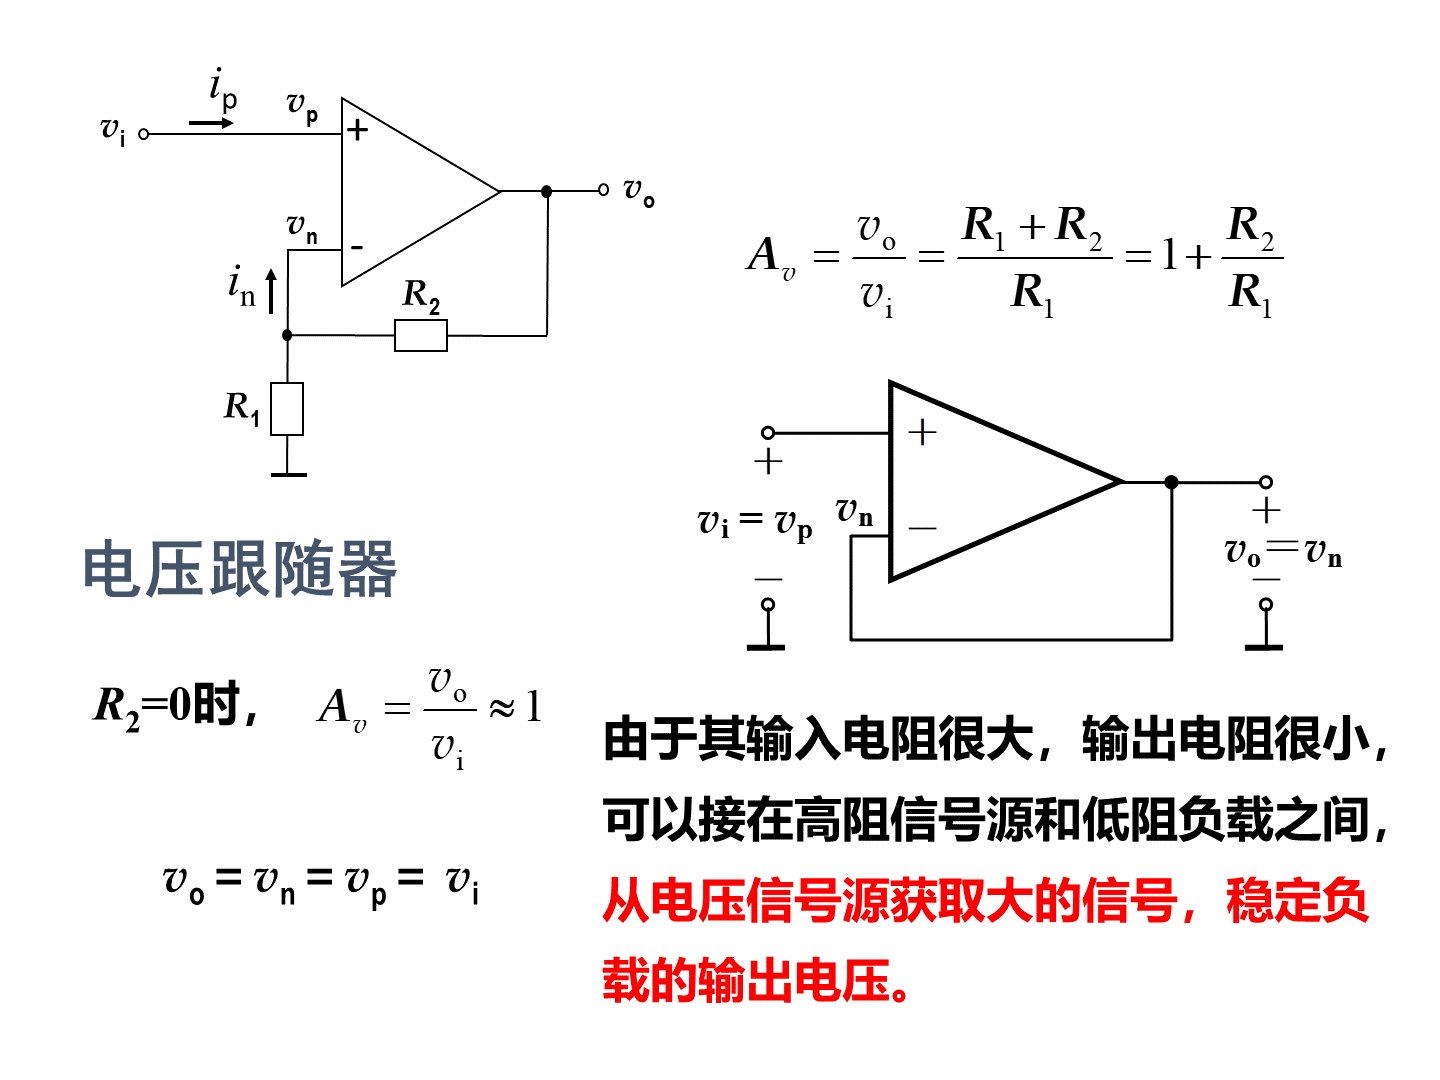 i_p
v_p
v_i
+
v_o
v_n
-
i_n
R_2
R_1
A_v = v_o / v_i = (R_1 + R_2) / R_1 = 1 + R_2 / R_1
+
+
v_i = v_p
v_n
−
+
v_o = v_n
−
−
电压跟随器
R_2=0时，
A_v = v_o / v_i ≈ 1
v_o = v_n = v_p = v_i
由于其输入电阻很大，输出电阻很小，
可以接在高阻信号源和低阻负载之间，
从电压信号源获取大的信号，稳定负
载的输出电压。